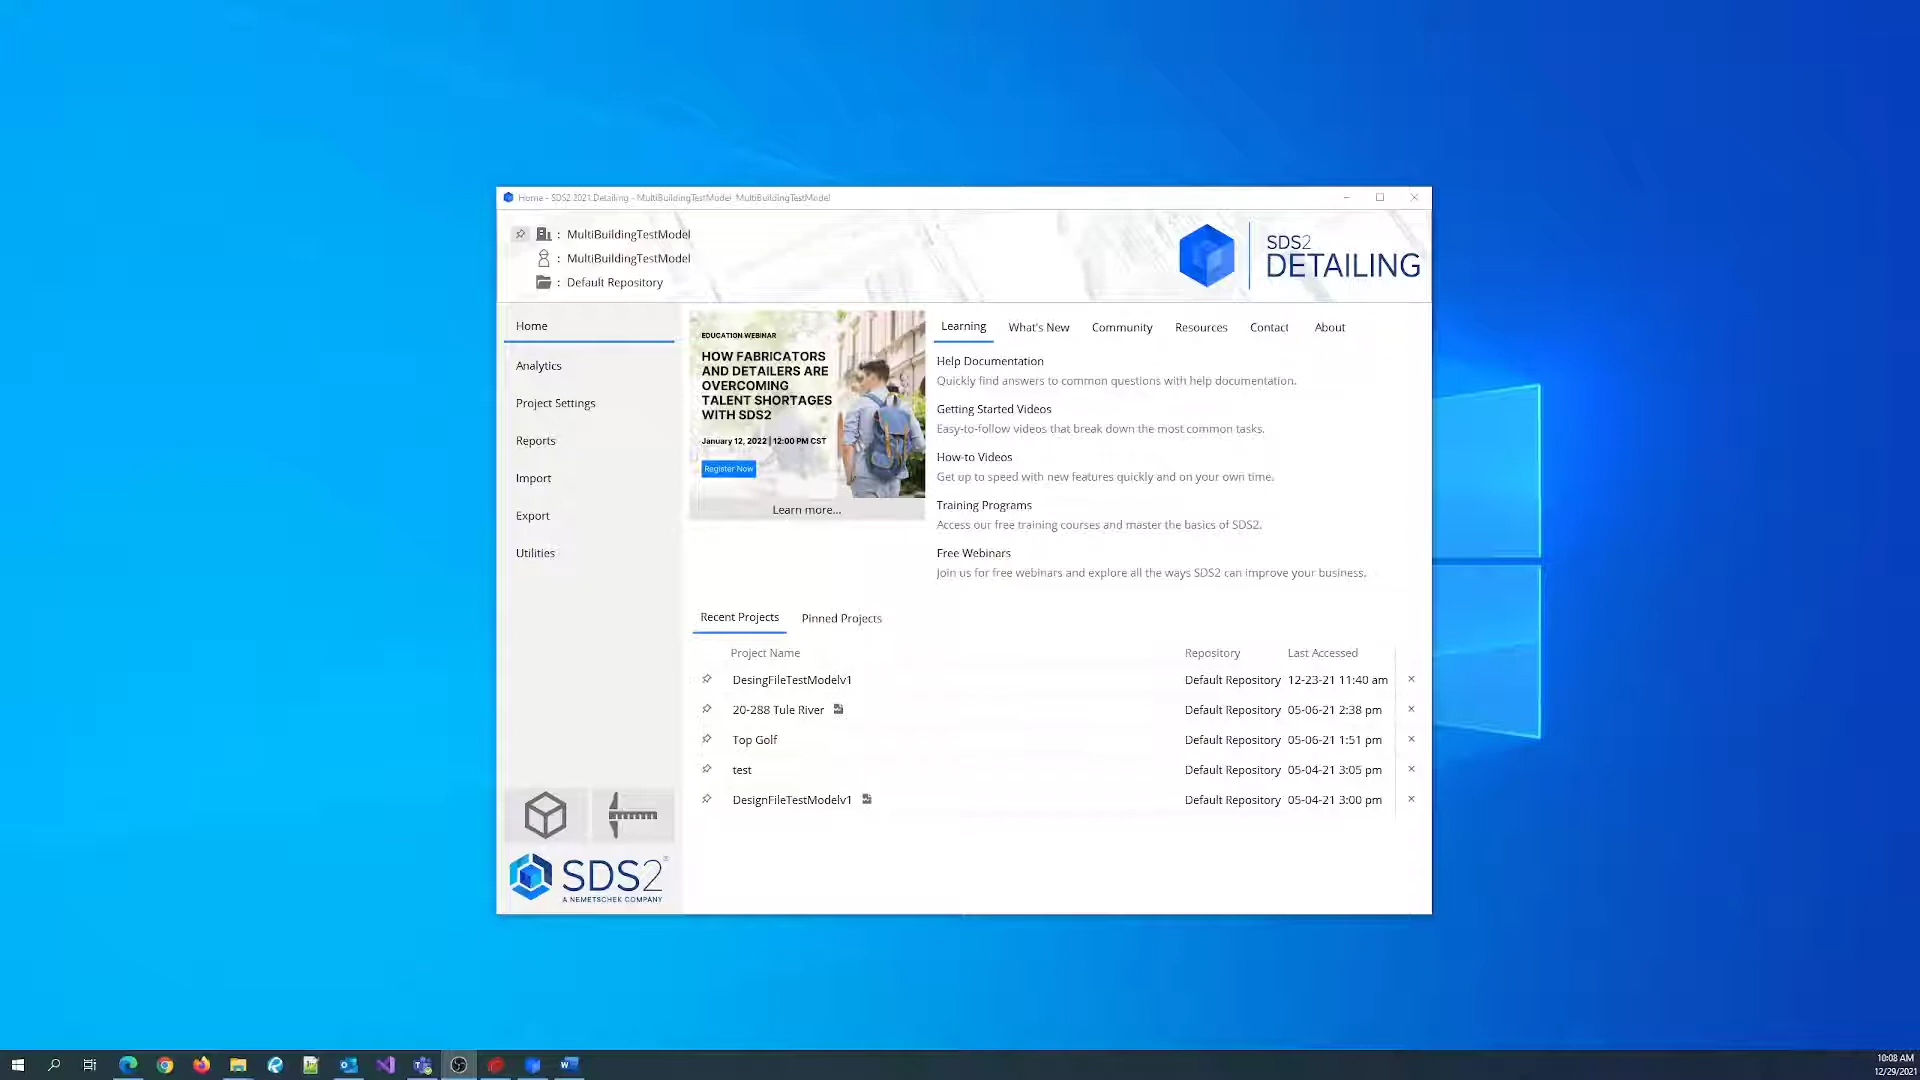 Home - SDS2 2021: Detailing - MultiBuildingTestModel MultiBuildingTestModel
: MultiBuildingTestModel
: MultiBuildingTestModel
: Default Repository
SDS2
DETAILING
Home
Analytics
Project Settings
Reports
Import
Export
Utilities
SDS2
A NEMETSCHEK COMPANY
EDUCATION WEBINAR
HOW FABRICATORS
AND DETAILERS ARE
OVERCOMING
TALENT SHORTAGES
WITH SDS2
January 12, 2022 | 12:00 PM CST
Register Now
Learn more...
Learning What's New Community Resources Contact About
Help Documentation
Quickly find answers to common questions with help documentation.
Getting Started Videos
Easy-to-follow videos that break down the most common tasks.
How-to Videos
Get up to speed with new features quickly and on your own time.
Training Programs
Access our free training courses and master the basics of SDS2.
Free Webinars
Join us for free webinars and explore all the ways SDS2 can improve your business.
Recent Projects Pinned Projects
Project Name Repository Last Accessed
DesingFileTestModelv1 Default Repository 12-23-21 11:40 am
20-288 Tule River Default Repository 05-06-21 2:38 pm
Top Golf Default Repository 05-06-21 1:51 pm
test Default Repository 05-04-21 3:05 pm
DesignFileTestModelv1 Default Repository 05-04-21 3:00 pm
10:08 AM
12/29/2021